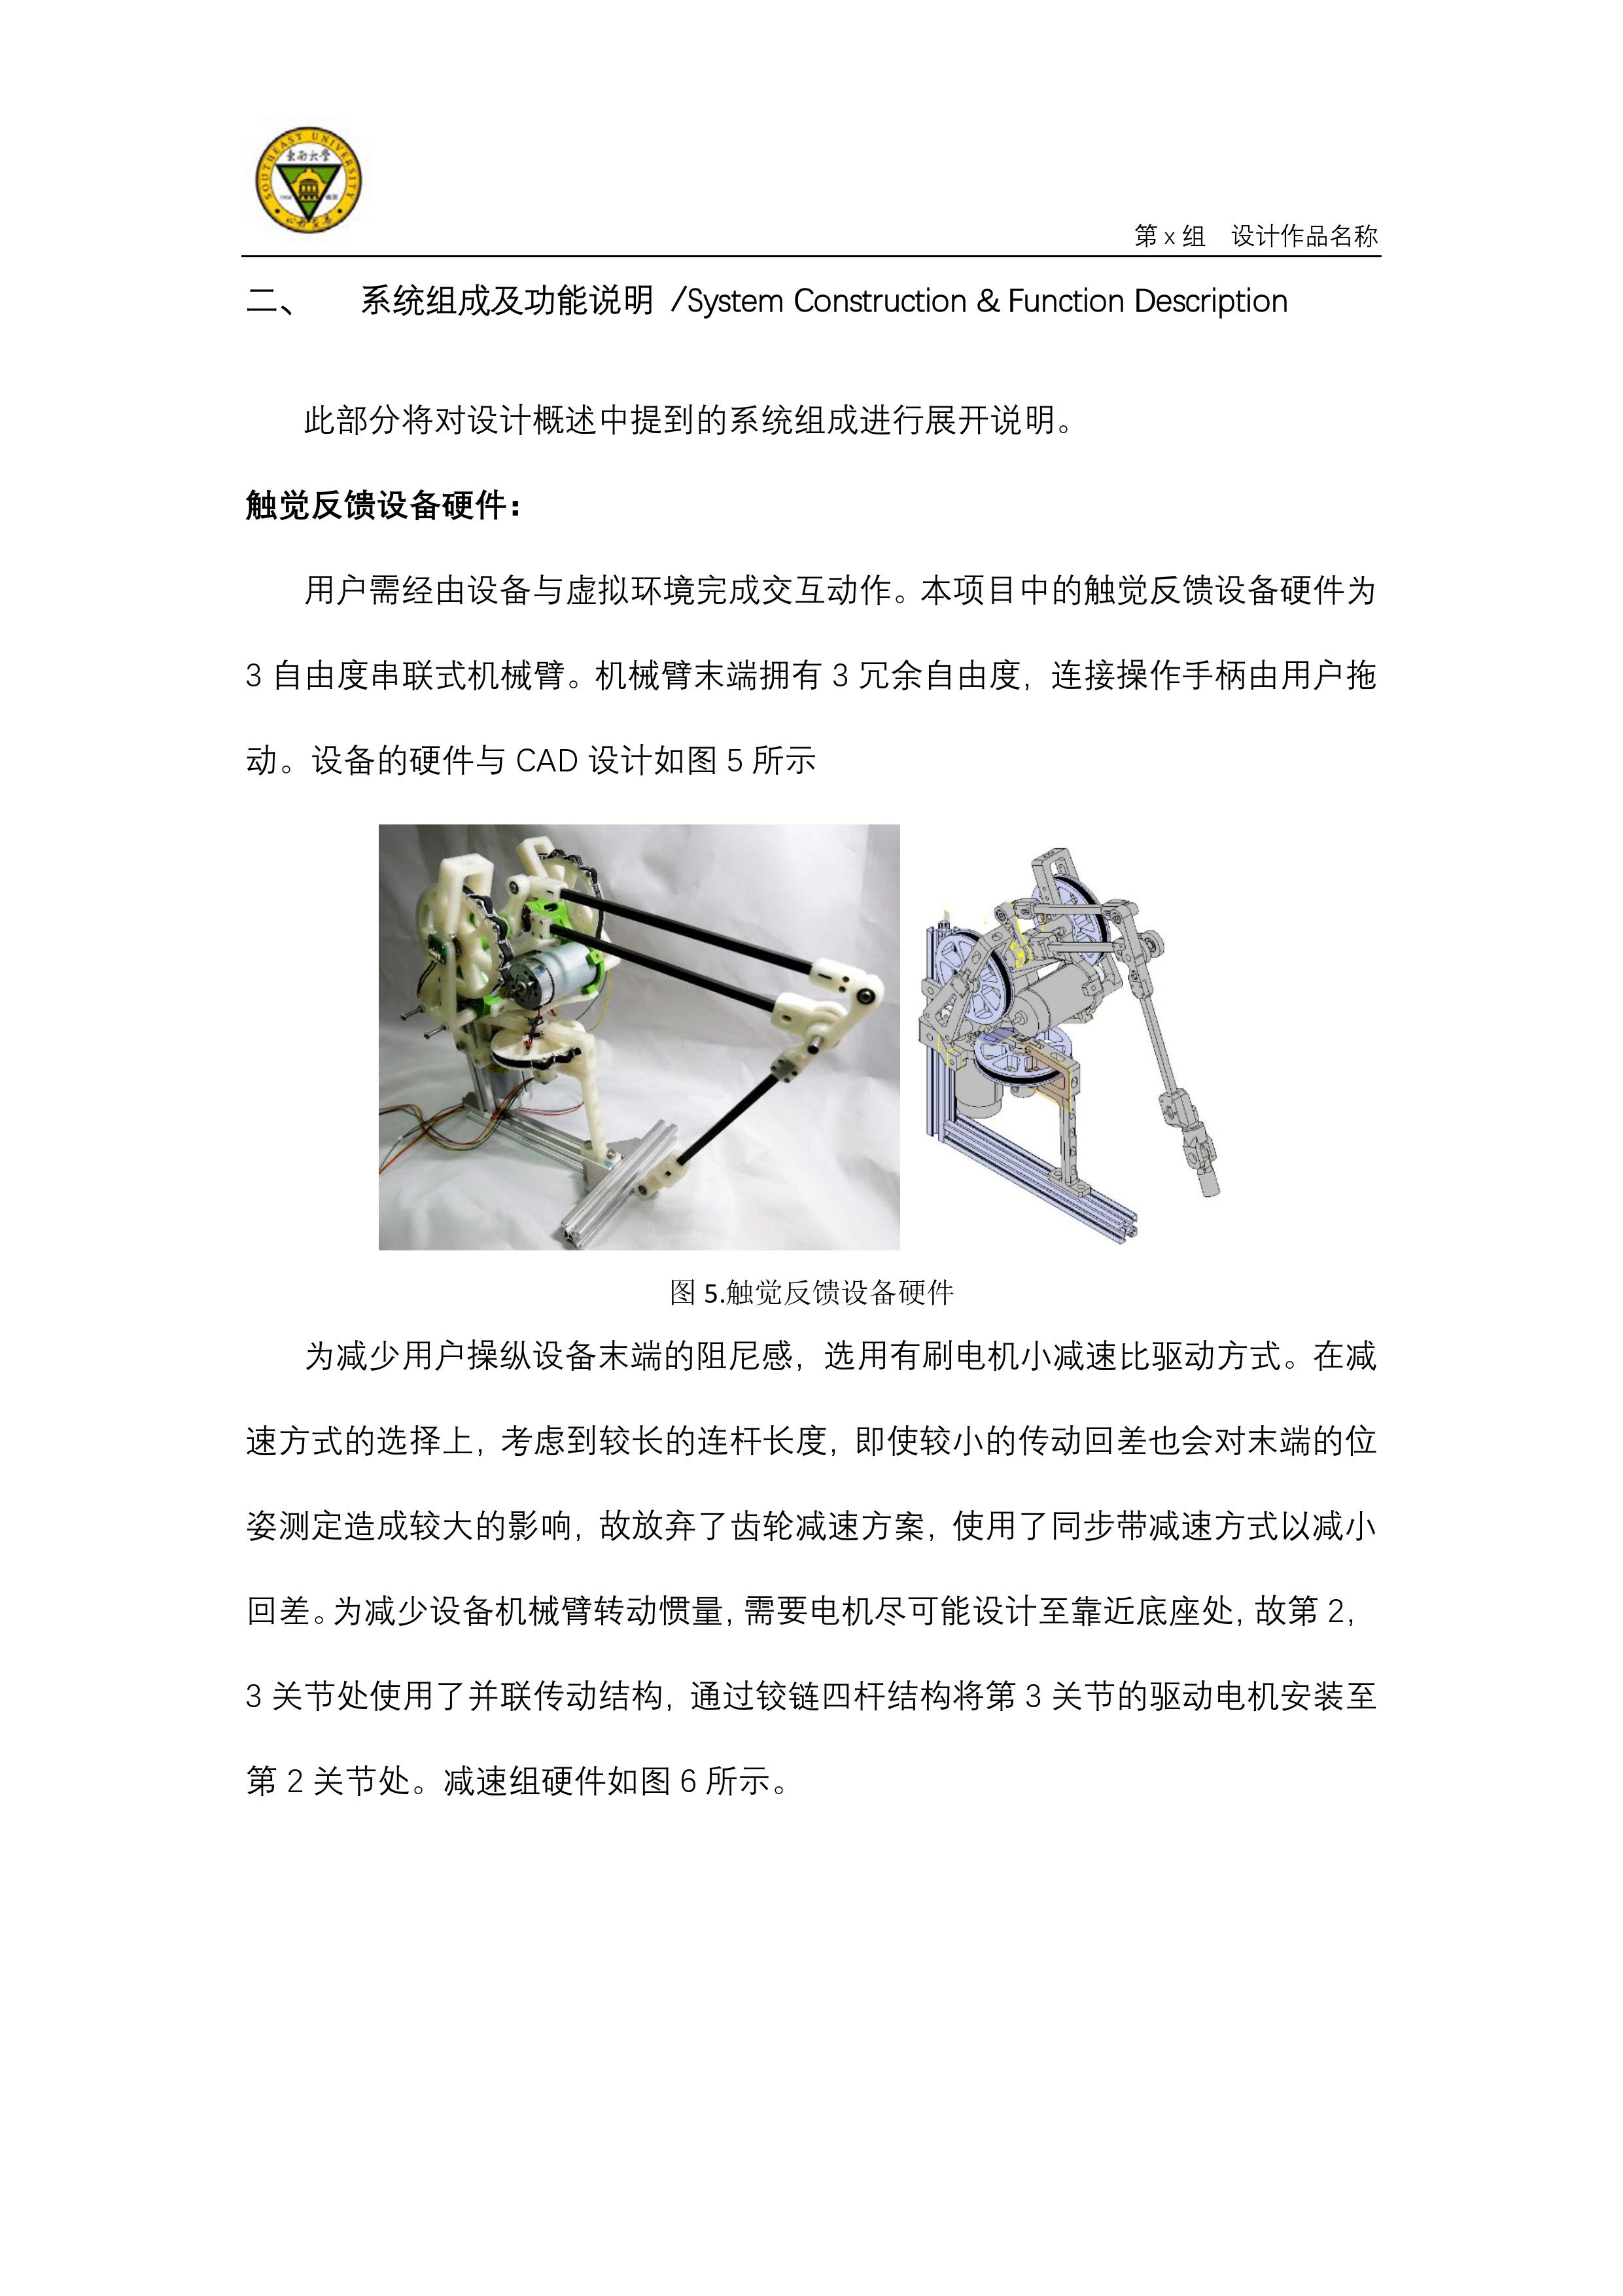 SOUTHEAST UNIVERSITY
东南大学
1902 南京
第 x 组 设计作品名称
二、 系统组成及功能说明 /System Construction & Function Description
此部分将对设计概述中提到的系统组成进行展开说明。
触觉反馈设备硬件：
用户需经由设备与虚拟环境完成交互动作。本项目中的触觉反馈设备硬件为
3 自由度串联式机械臂。机械臂末端拥有 3 冗余自由度，连接操作手柄由用户拖
动。设备的硬件与 CAD 设计如图 5 所示
图 5.触觉反馈设备硬件
为减少用户操纵设备末端的阻尼感，选用有刷电机小减速比驱动方式。在减
速方式的选择上，考虑到较长的连杆长度，即使较小的传动回差也会对末端的位
姿测定造成较大的影响，故放弃了齿轮减速方案，使用了同步带减速方式以减小
回差。为减少设备机械臂转动惯量，需要电机尽可能设计至靠近底座处，故第 2，
3 关节处使用了并联传动结构，通过铰链四杆结构将第 3 关节的驱动电机安装至
第 2 关节处。减速组硬件如图 6 所示。